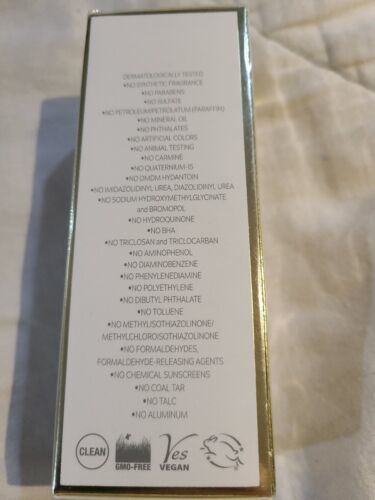 DERMATOLOGICALLY TESTED
•NO SYNTHETIC FRAGRANCE
•NO PARABENS
•NO SULFATE
•NO PETROLEUM/PETROLATUM (PARAFFIM)
•NO MINERAL OIL
•NO PHTHALATES
•NO ARTIFICIAL COLORS
•NO ANIMAL TESTING
•NO CARMINE
•NO QUATERNIUM-15
•NO DMDM HYDANTOIN
•NO IMIDAZOLIDINYL UREA, DIAZOLIDINYL UREA
•NO SODIUM HYDROXYMETHYLGLYCINATE
and BROMOPOL
•NO HYDROQUINONE
•NO BHA
•NO TRICLOSAN and TRICLOCARBAN
•NO AMINOPHENOL
•NO DIAMINOBENZENE
•NO PHENYLENEDIAMINE
•NO POLYETHYLENE
•NO DIBUTYL PHTHALATE
•NO TOLUENE
•NO METHYLISOTHIAZOLINONE/
METHYLCHLOROISOTHIAZOLINONE
•NO FORMALDEHYDES,
FORMALDEHYDE-RELEASING AGENTS
•NO CHEMICAL SUNSCREENS
•NO COAL TAR
•NO TALC
•NO ALUMINUM
CLEAN
GMO-FREE
Yes
VEGAN